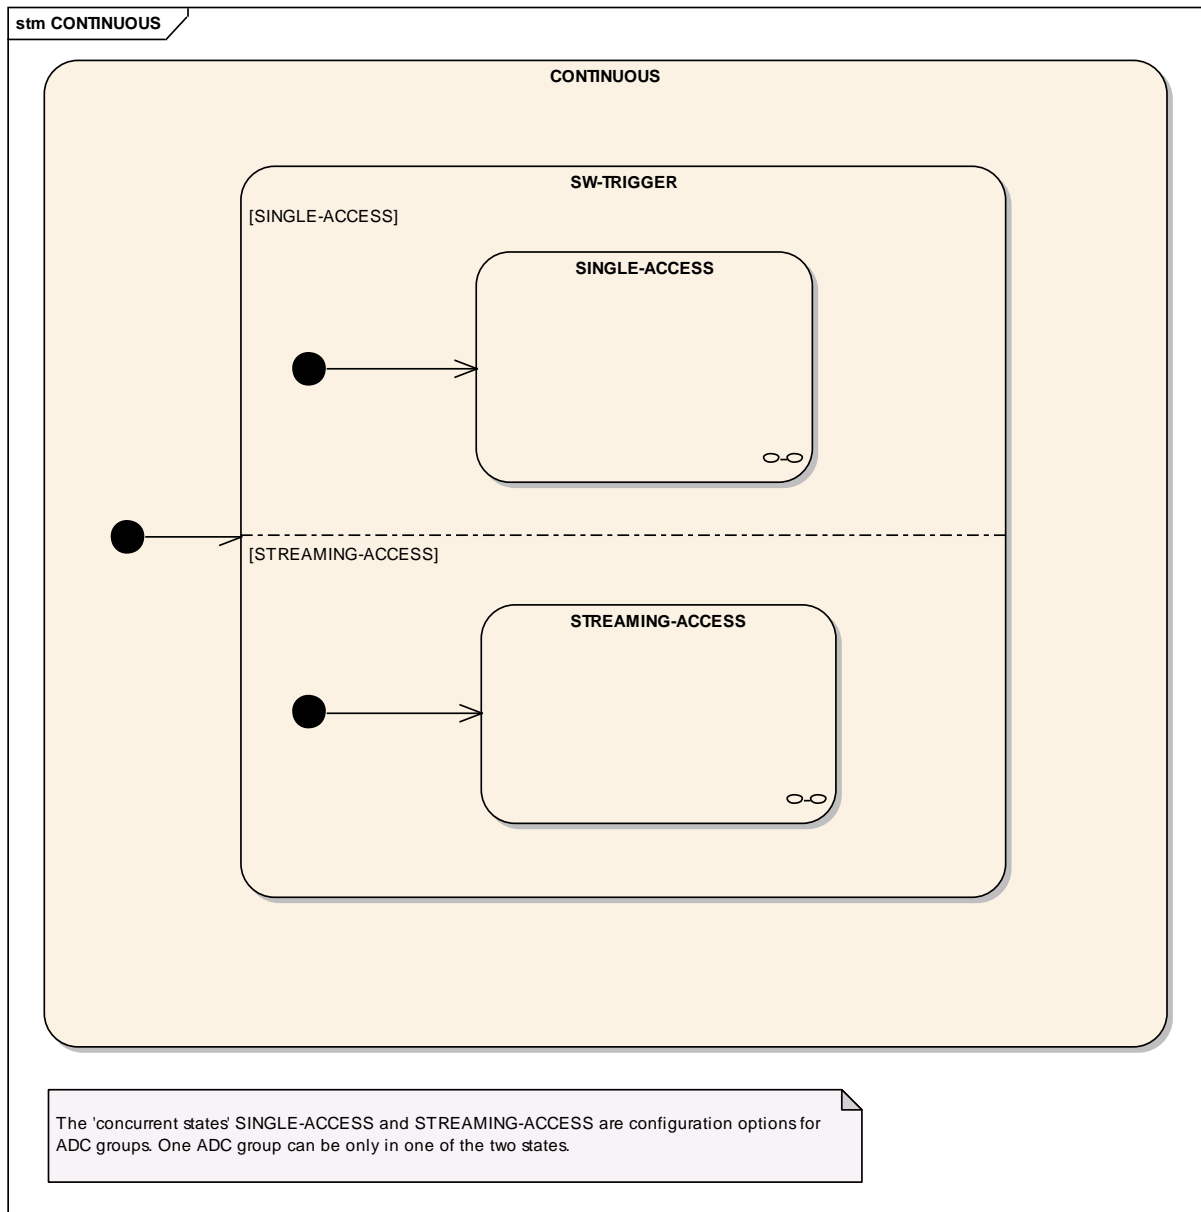 stm CONTINUOUS
CONTINUOUS
SW-TRIGGER
[SINGLE-ACCESS]
SINGLE-ACCESS
[STREAMING-ACCESS]
STREAMING-ACCESS
The 'concurrent states' SINGLE-ACCESS and STREAMING-ACCESS are configuration options for
ADC groups. One ADC group can be only in one of the two states.